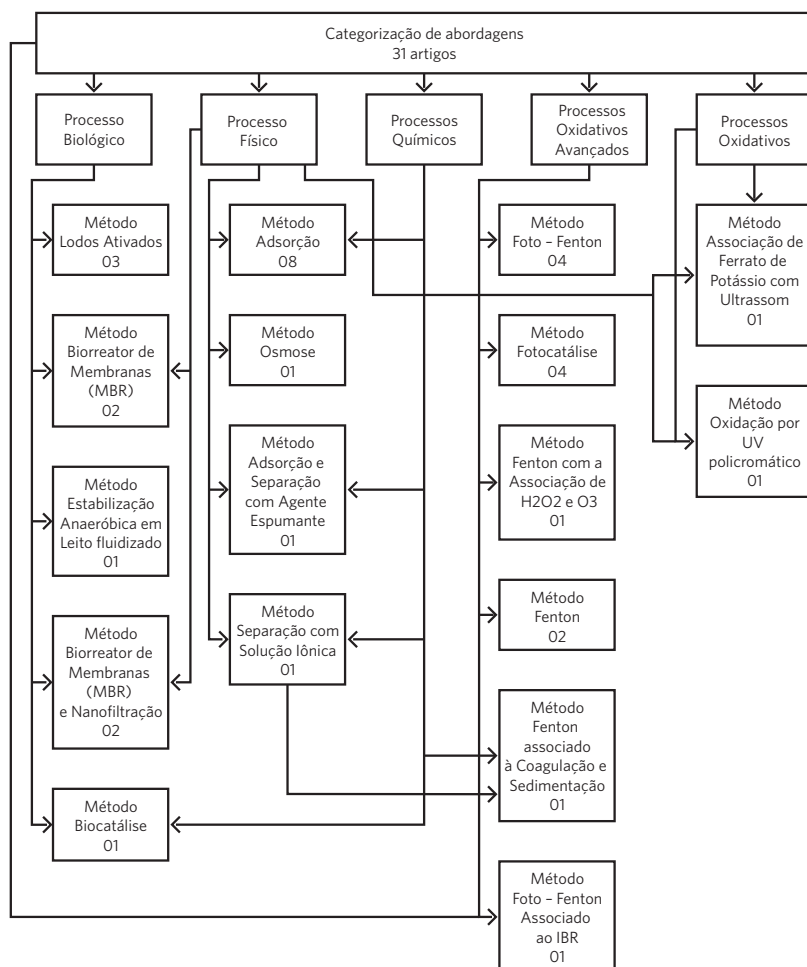 Categorização de abordagens
31 artigos
Processo
Biológico
Processo
Físico
Processos
Químicos
Processos
Oxidativos
Avançados
Processos
Oxidativos
Método
Lodos Ativados
03
Método
Biorreator de
Membranas
(MBR)
02
Método
Estabilização
Anaeróbica em
Leito fluidizado
01
Método
Biorreator de
Membranas
(MBR)
e Nanofiltração
02
Método
Biocatálise
01
Método
Adsorção
08
Método
Osmose
01
Método
Adsorção e
Separação
com Agente
Espumante
01
Método
Separação com
Solução Iônica
01
Método
Foto – Fenton
04
Método
Fotocatálise
04
Método
Fenton com a
Associação de
H2O2 e O3
01
Método
Fenton
02
Método
Fenton
associado
à Coagulação e
Sedimentação
01
Método
Foto – Fenton
Associado
ao IBR
01
Método
Associação de
Ferrato de
Potássio com
Ultrassom
01
Método
Oxidação por
UV
policromático
01